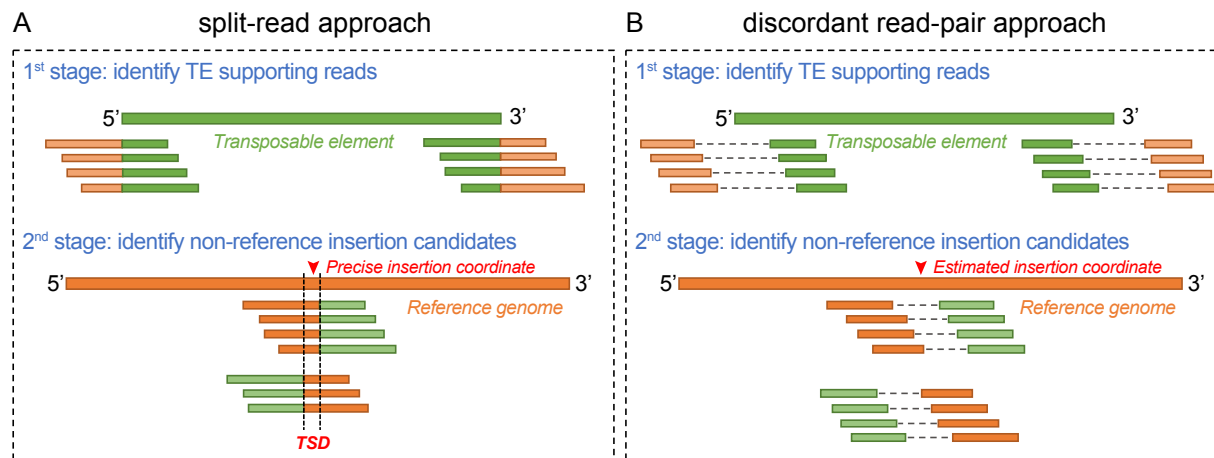 A
split-read approach
1st stage: identify TE supporting reads
5’
3’
Transposable element
2nd stage: identify non-reference insertion candidates
Precise insertion coordinate
5’
3’
Reference genome
TSD
B
discordant read-pair approach
1st stage: identify TE supporting reads
5’
3’
Transposable element
2nd stage: identify non-reference insertion candidates
Estimated insertion coordinate
5’
3’
Reference genome